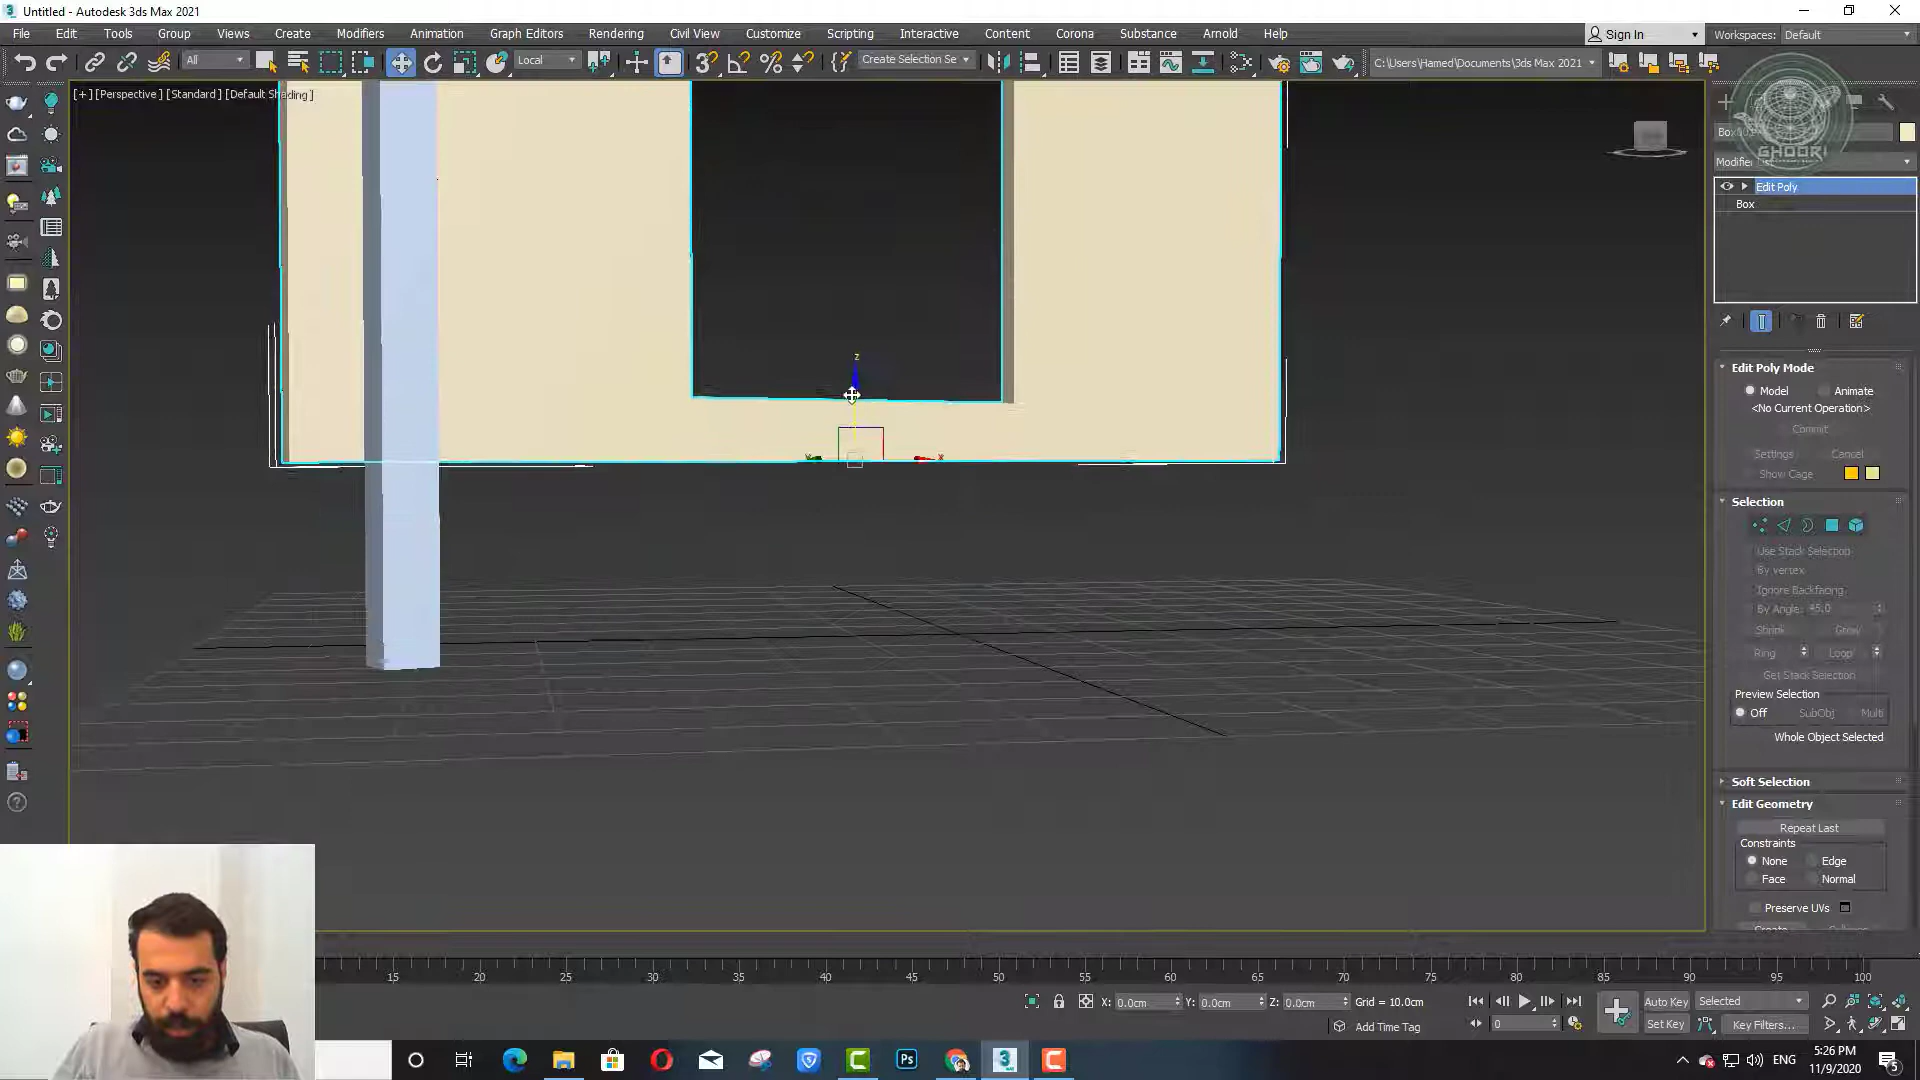 Untitled - Autodesk 3ds Max 2021
File Edit Tools Group Views Create Modifiers Animation Graph Editors Rendering Civil View Customize Scripting Interactive Content Corona Substance Arnold Help
Sign In
Workspaces: Default
All
Local
Create Selection Se
C:\Users\Hamed\Documents\3ds Max 2021
[+] [Perspective] [Standard] [Default Shading]
GHOORI
Edit Poly
Box
Edit Poly Mode
Model Animate
<No Current Operation>
Commit
Settings Cancel
Show Cage
Selection
Use Stack Selection
By Vertex
Ignore Backfacing
By Angle: 45.0
Shrink Grow
Ring Loop
Get Stack Selection
Preview Selection
Off SubObj Multi
Whole Object Selected
Soft Selection
Edit Geometry
Repeat Last
Constraints
None Edge
Face Normal
Preserve UVs
z
x
15 20 25 30 35 40 45 50 55 60 65 70 75 80 85 90 95 100
X: 0.0cm Y: 0.0cm Z: 0.0cm Grid = 10.0cm
Add Time Tag
0
Auto Key Selected
Set Key Key Filters...
ENG
5:26 PM
11/9/2020
5